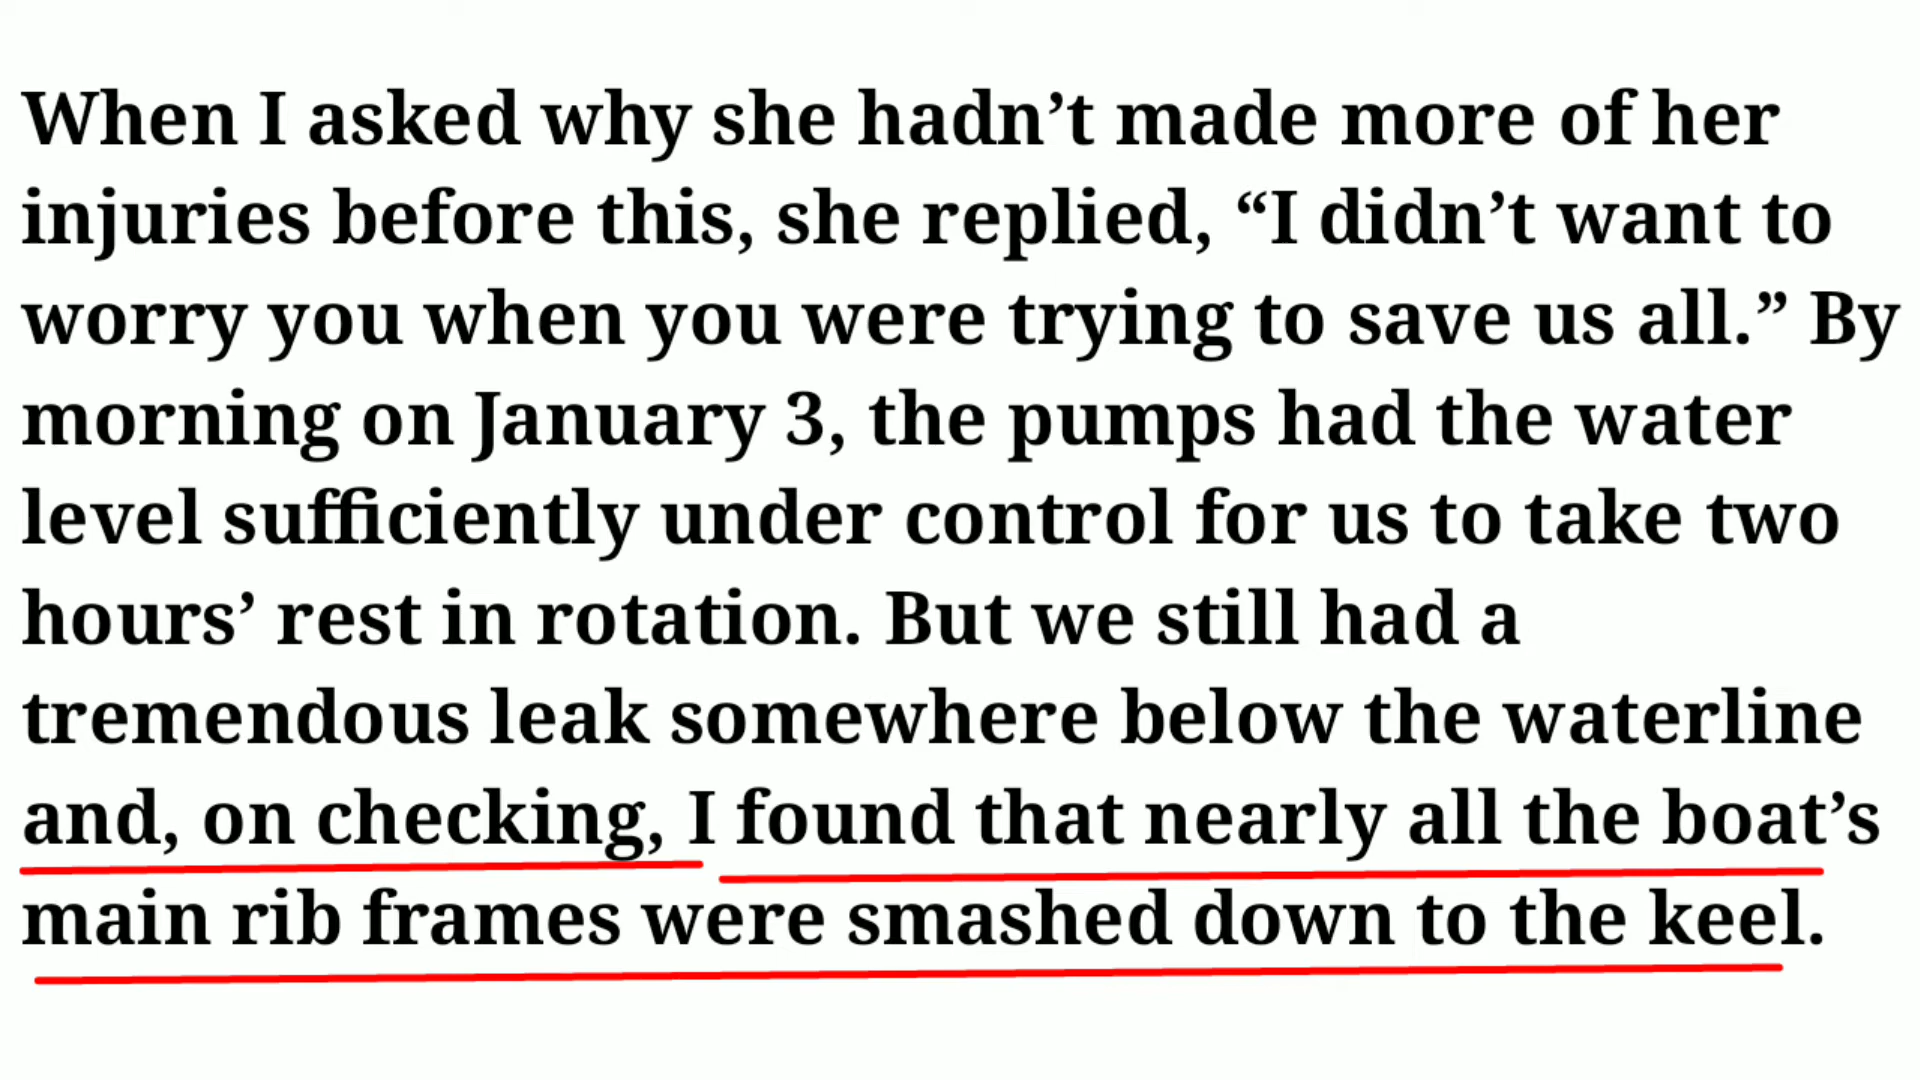 When I asked why she hadn’t made more of her
injuries before this, she replied, “I didn’t want to
worry you when you were trying to save us all.” By
morning on January 3, the pumps had the water
level sufficiently under control for us to take two
hours’ rest in rotation. But we still had a
tremendous leak somewhere below the waterline
and, on checking, I found that nearly all the boat’s
main rib frames were smashed down to the keel.